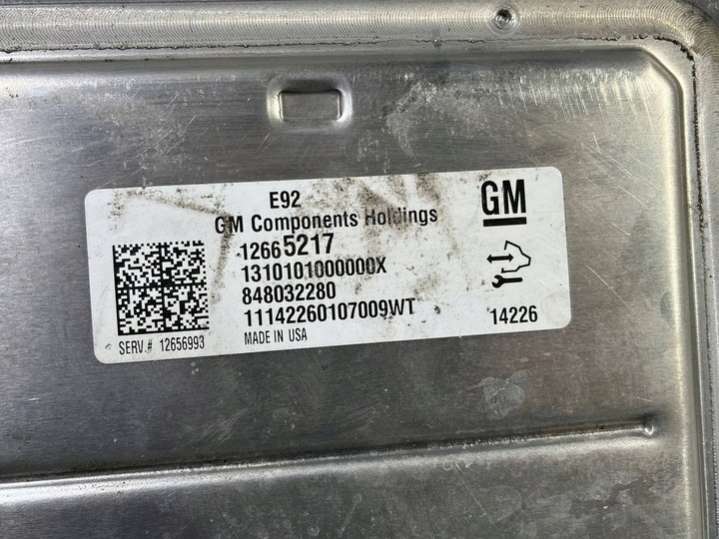 E92
GM Components Holdings
GM
12665217
1310101000000X
848032280
11142260107009WT
14226
SERV.# 12656993
MADE IN USA